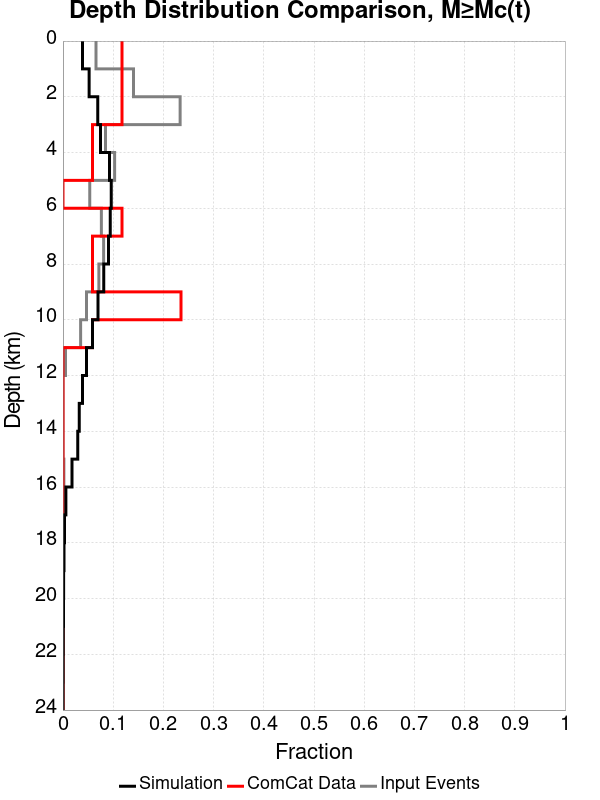 Depth Distribution Comparison, M≥Mc(t)
0
2
4
6
8
10
12
14
16
18
20
22
24
Depth (km)
0 0.1 0.2 0.3 0.4 0.5 0.6 0.7 0.8 0.9 1
Fraction
Simulation ComCat Data Input Events